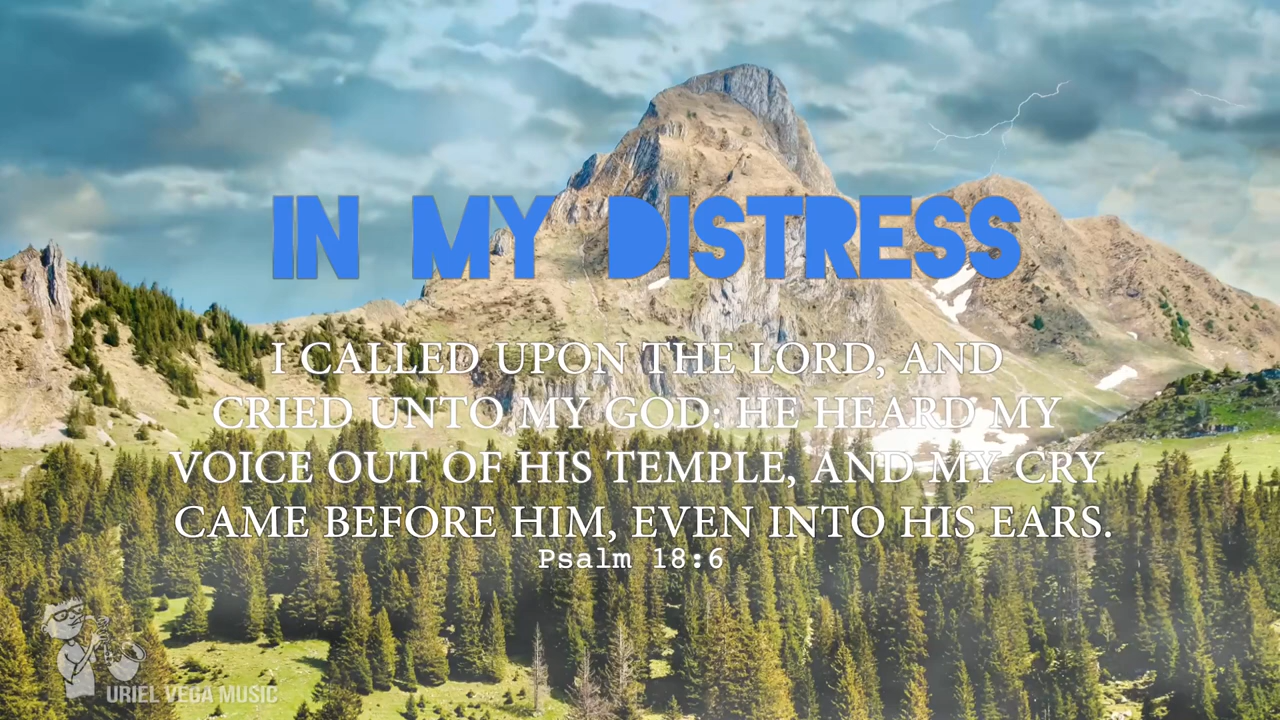 IN MY DISTRESS
I CALLED UPON THE LORD, AND
CRIED UNTO MY GOD: HE HEARD MY
VOICE OUT OF HIS TEMPLE, AND MY CRY
CAME BEFORE HIM, EVEN INTO HIS EARS.
Psalm 18:6
URIEL VEGA MUSIC